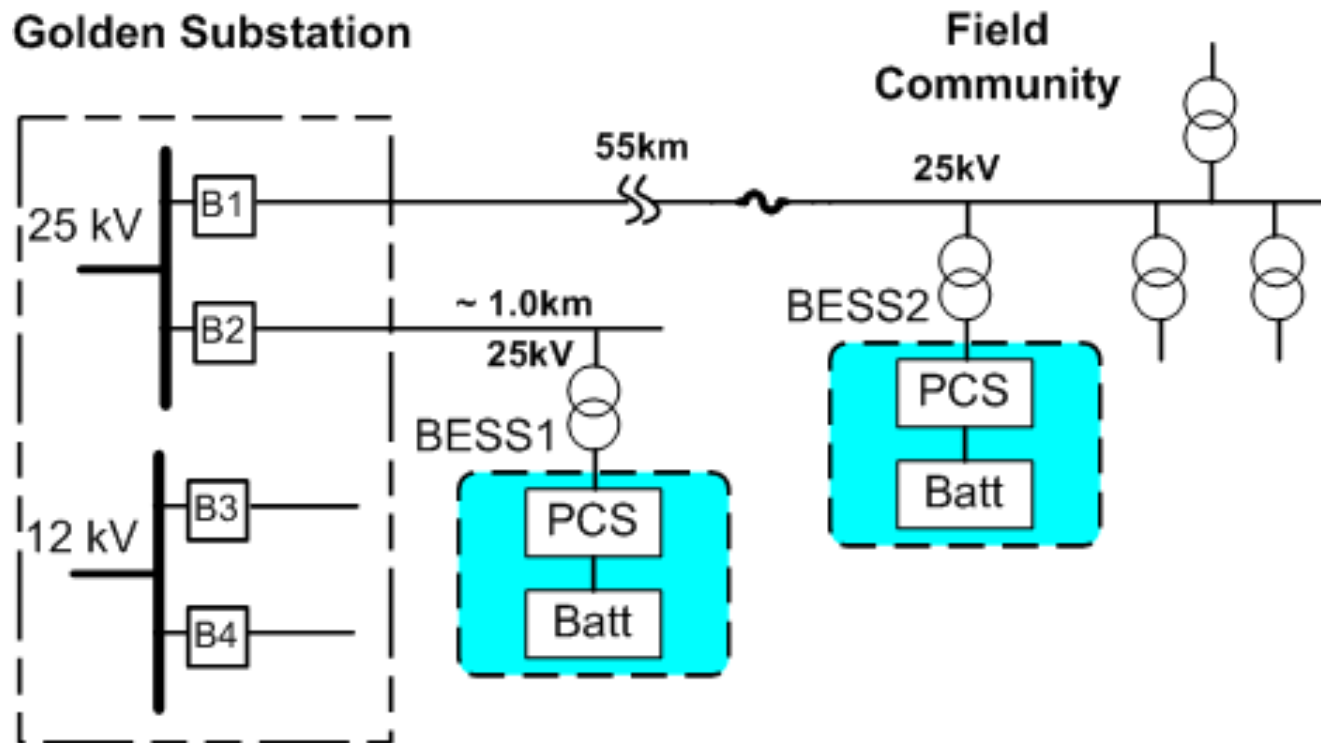 Golden Substation
Field
Community
55km
25kV
B1
25 kV
B2
~ 1.0km
25kV
BESS2
BESS1
PCS
Batt
PCS
Batt
B3
12 kV
B4